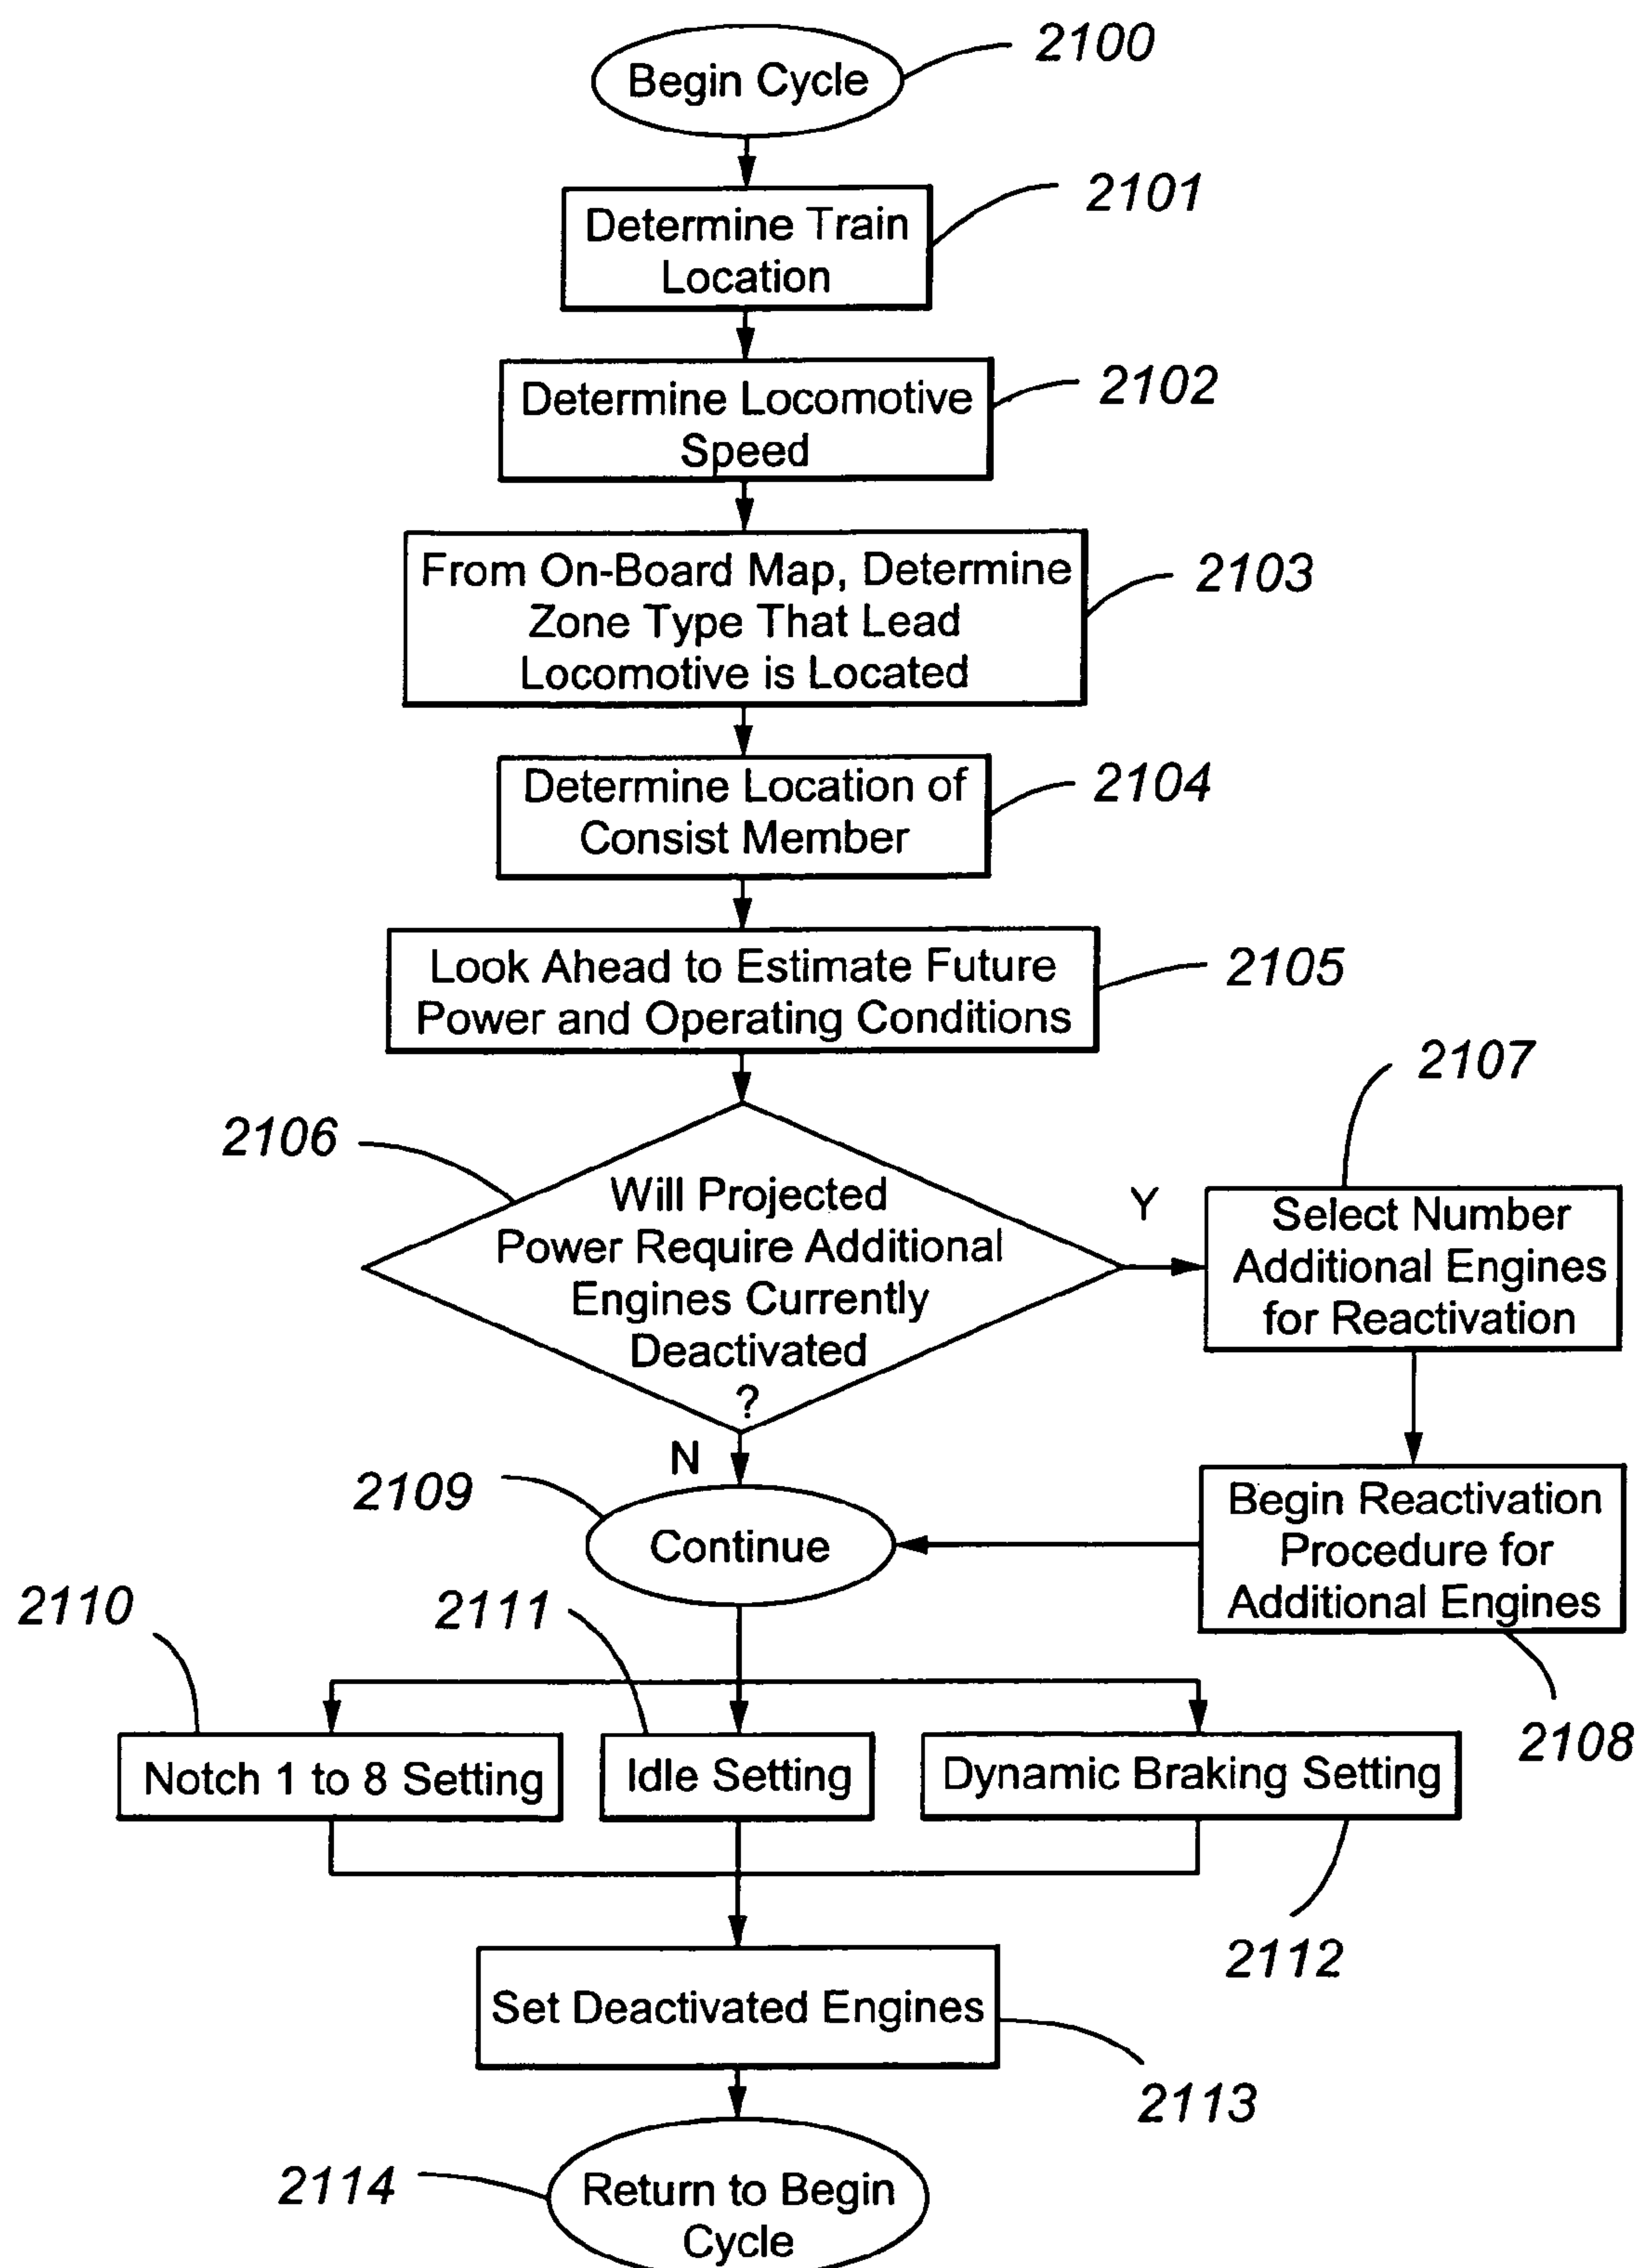 Begin Cycle
2100
Determine Train
Location
2101
Determine Locomotive
Speed
2102
From On-Board Map, Determine
Zone Type That Lead
Locomotive is Located
2103
Determine Location of
Consist Member
2104
Look Ahead to Estimate Future
Power and Operating Conditions
2105
2106
Will Projected
Power Require Additional
Engines Currently
Deactivated
?
Y
N
2107
Select Number
Additional Engines
for Reactivation
Begin Reactivation
Procedure for
Additional Engines
2108
2109
Continue
2110
Notch 1 to 8 Setting
2111
Idle Setting
Dynamic Braking Setting
2112
Set Deactivated Engines
2113
2114
Return to Begin
Cycle